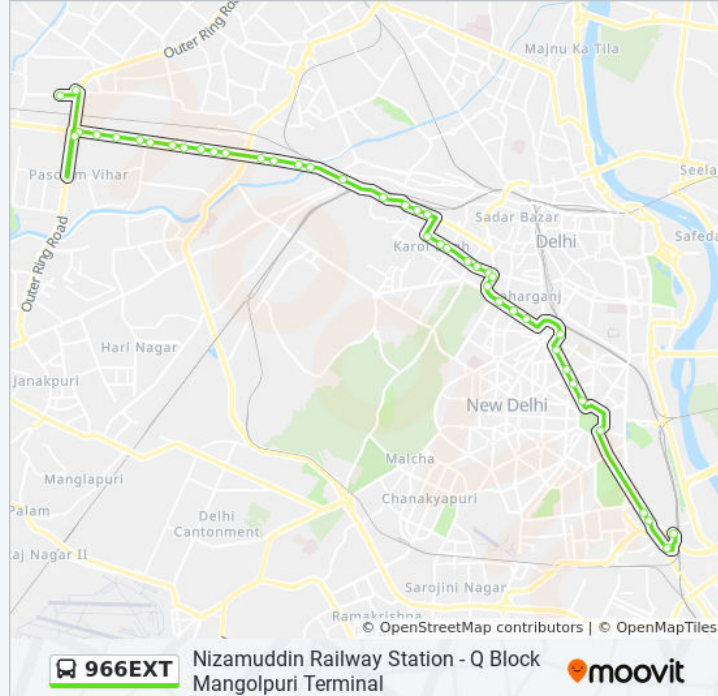 Outer Ring Road
Majnu Ka Tila
Seela
Paschim Vihar
Sadar Bazar
Safeda
Karol Bagh
Delhi
Outer Ring Road
Paharganj
Hari Nagar
Janakpuri
New Delhi
Malcha
Manglapuri
Chanakyapuri
Palam
Delhi
Cantonment
aj Nagar II
Sarojini Nagar
Ramakrishna
© OpenStreetMap contributors | © OpenMapTiles
966EXT
Nizamuddin Railway Station - Q Block
Mangolpuri Terminal
moovit